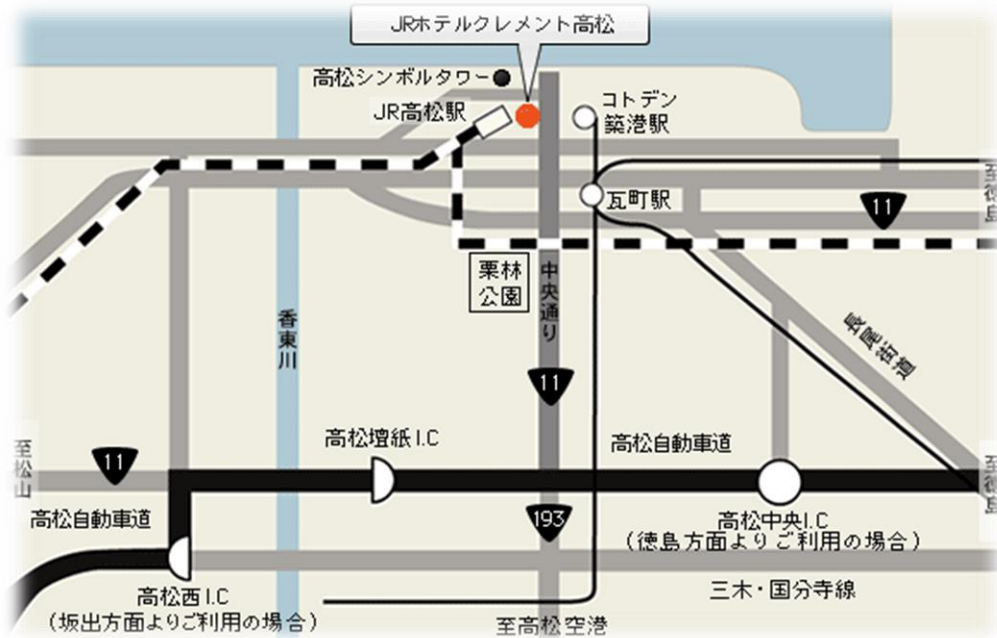 JRホテルクレメント高松
高松シンボルタワー
JR高松駅
コトデン
築港駅
至徳島
瓦町駅
11
栗林
公園
中央通り
香東川
長尾街道
11
高松壇紙I.C
高松自動車道
至松山
11
至徳島
193
高松自動車道
高松中央I.C
(徳島方面よりご利用の場合)
高松西I.C
(坂出方面よりご利用の場合)
三木・国分寺線
至高松空港